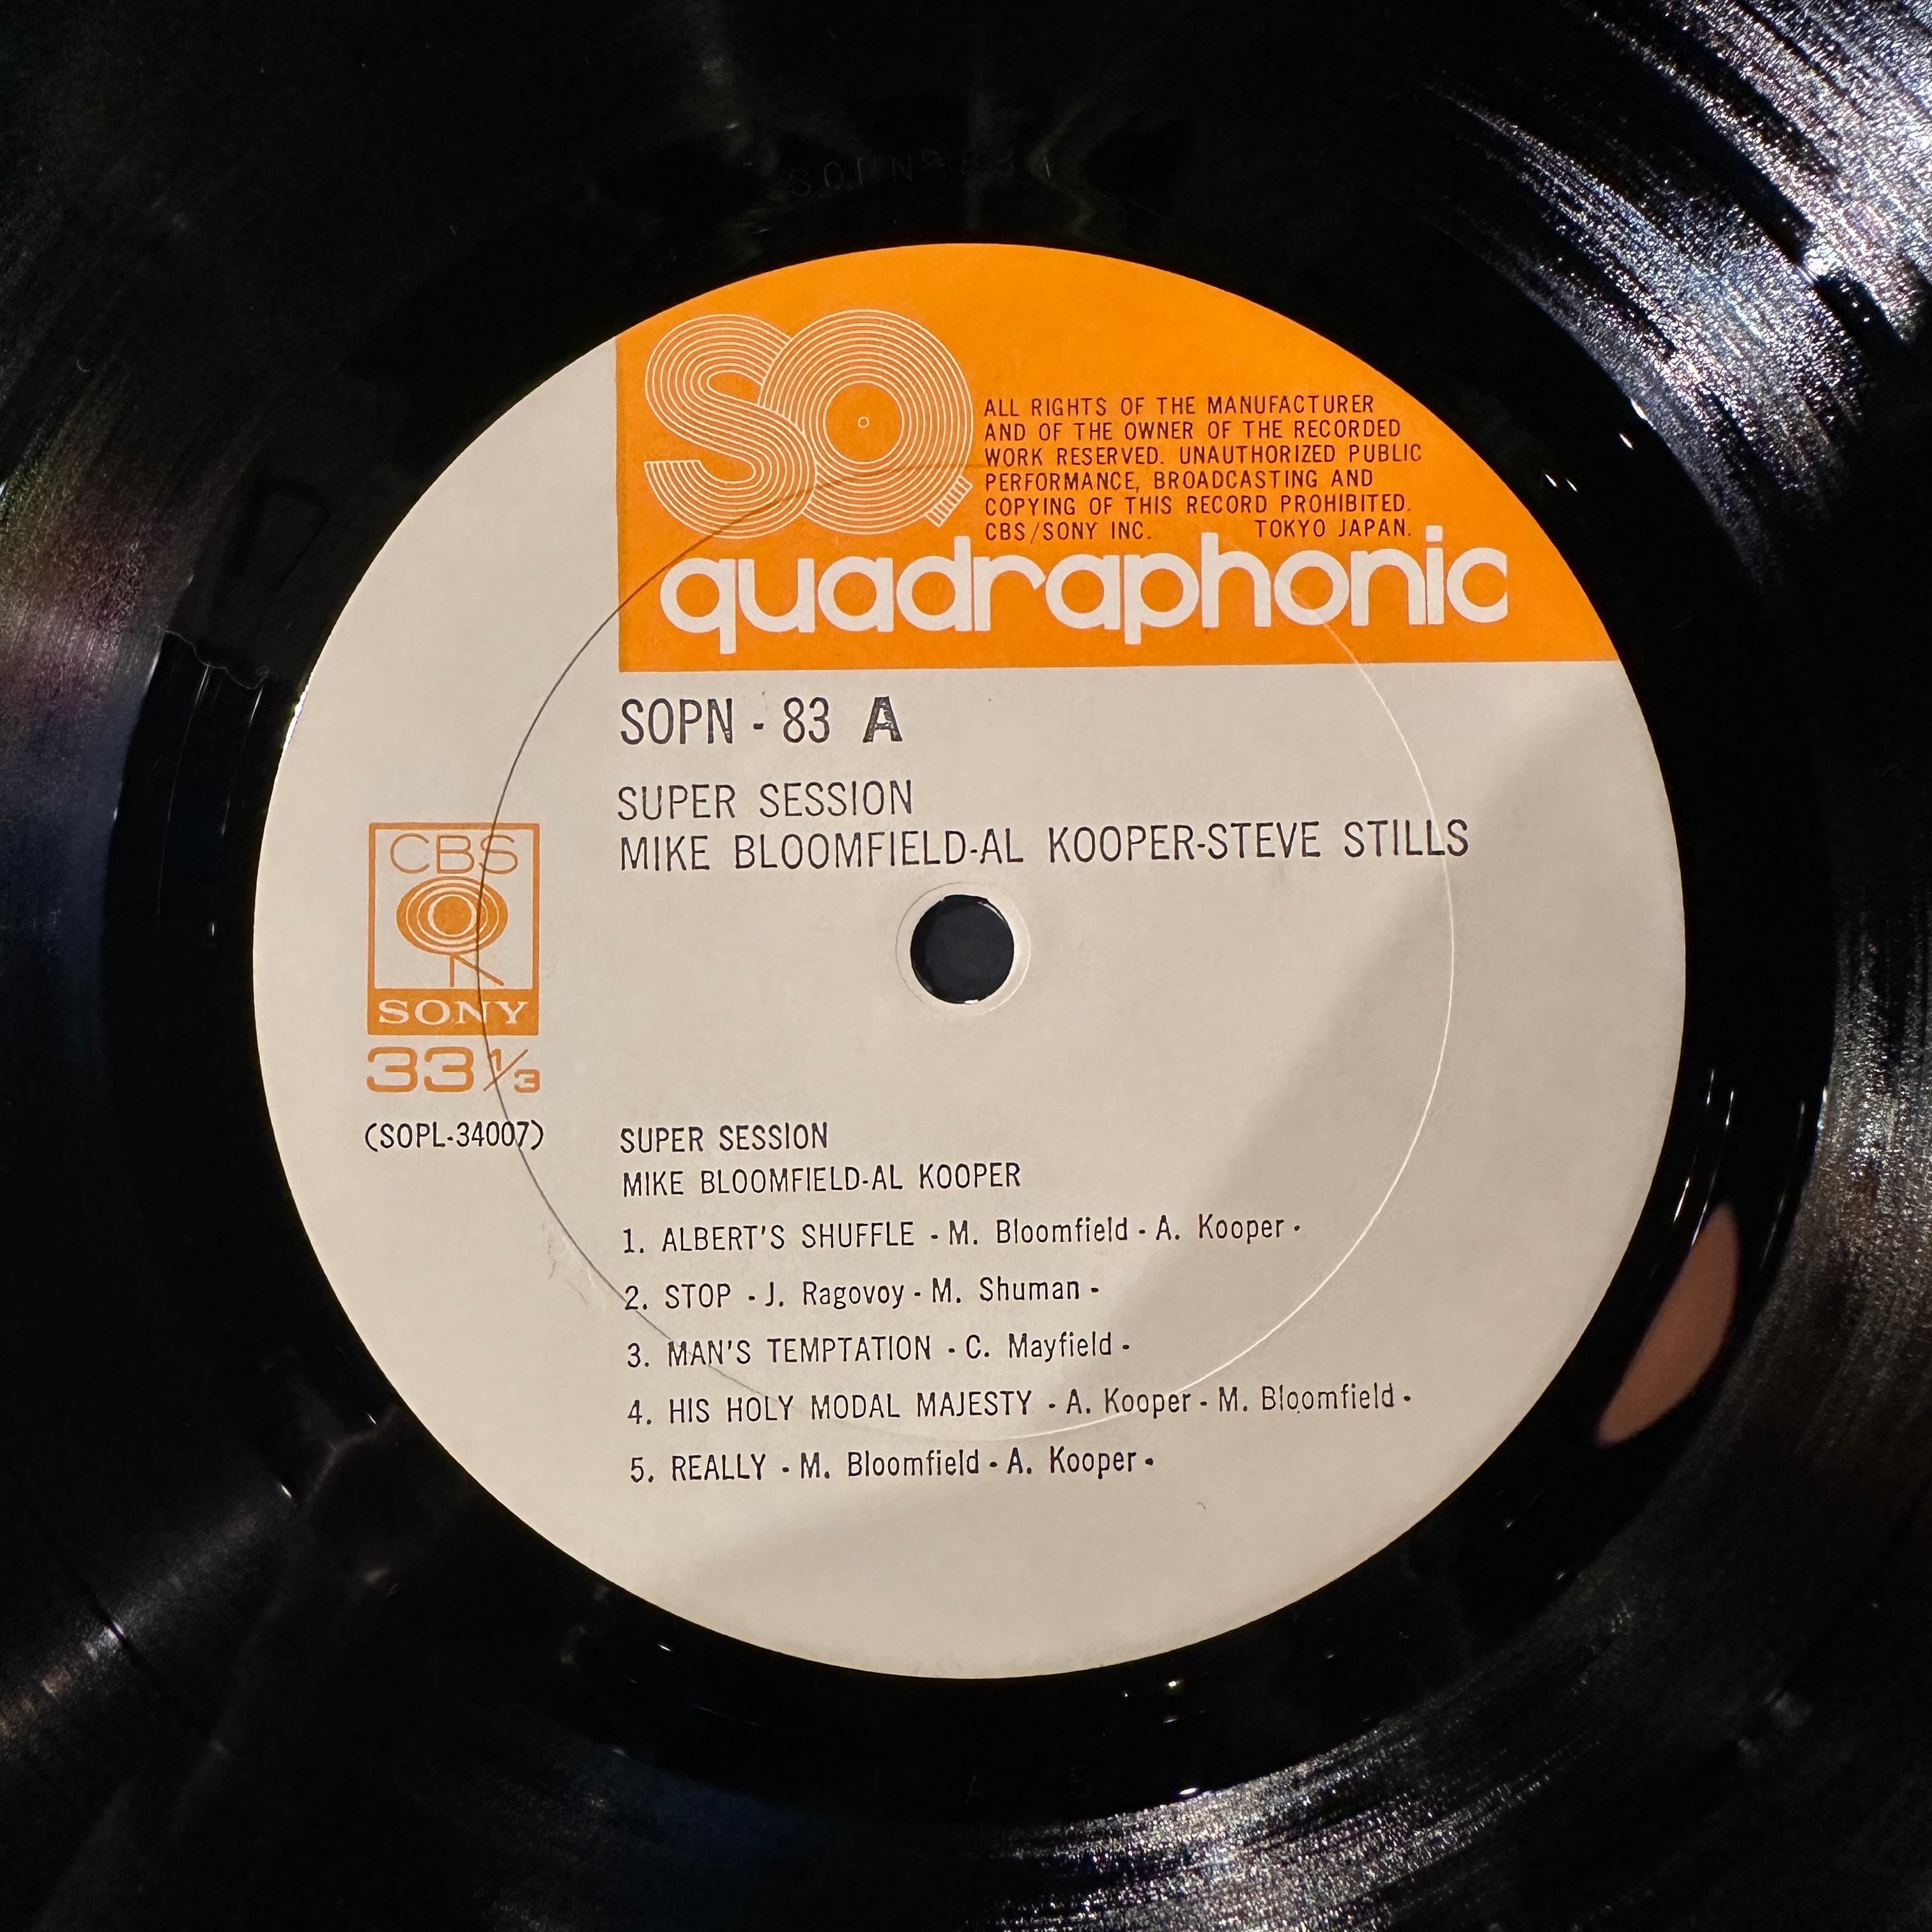 SQ
ALL RIGHTS OF THE MANUFACTURER
AND OF THE OWNER OF THE RECORDED
WORK RESERVED. UNAUTHORIZED PUBLIC
PERFORMANCE, BROADCASTING AND
COPYING OF THIS RECORD PROHIBITED.
CBS/SONY INC. TOKYO JAPAN.
quadraphonic
SOPN - 83 A
SUPER SESSION
MIKE BLOOMFIELD-AL KOOPER-STEVE STILLS
CBS
SONY
33 1/3
(SOPL-34007)
SUPER SESSION
MIKE BLOOMFIELD-AL KOOPER
1. ALBERT'S SHUFFLE - M. Bloomfield - A. Kooper -
2. STOP - J. Ragovoy - M. Shuman -
3. MAN'S TEMPTATION - C. Mayfield -
4. HIS HOLY MODAL MAJESTY - A. Kooper - M. Bloomfield -
5. REALLY - M. Bloomfield - A. Kooper -